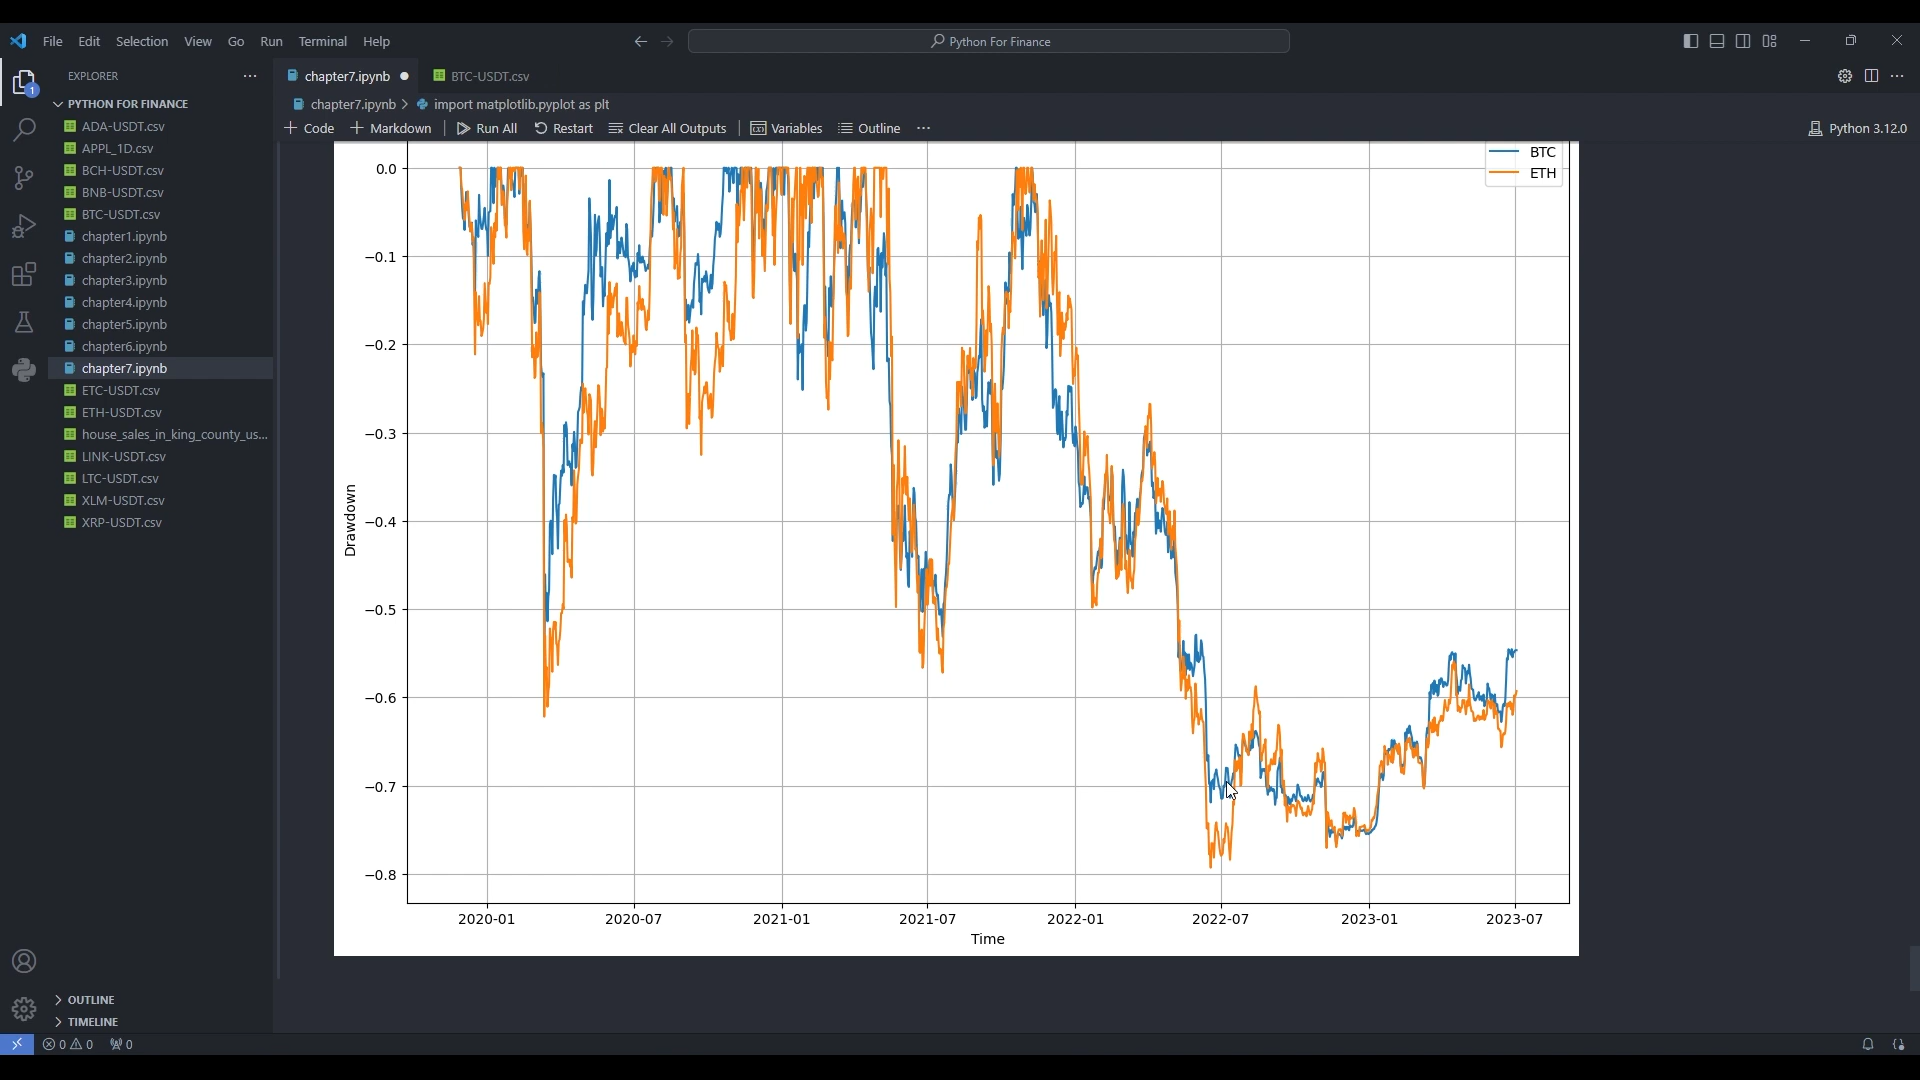 File Edit Selection View Go Run Terminal Help
Python For Finance
EXPLORER
chapter7.ipynb
BTC-USDT.csv
1
PYTHON FOR FINANCE
chapter7.ipynb > import matplotlib.pyplot as plt
Code Markdown Run All Restart Clear All Outputs Variables Outline
Python 3.12.0
ADA-USDT.csv
APPL_1D.csv
BCH-USDT.csv
BNB-USDT.csv
BTC-USDT.csv
chapter1.ipynb
chapter2.ipynb
chapter3.ipynb
chapter4.ipynb
chapter5.ipynb
chapter6.ipynb
chapter7.ipynb
ETC-USDT.csv
ETH-USDT.csv
house_sales_in_king_county_us...
LINK-USDT.csv
LTC-USDT.csv
XLM-USDT.csv
XRP-USDT.csv
BTC
ETH
0.0
−0.1
−0.2
−0.3
−0.4
−0.5
−0.6
−0.7
−0.8
Drawdown
2020-01 2020-07 2021-01 2021-07 2022-01 2022-07 2023-01 2023-07
Time
OUTLINE
TIMELINE
0 0 0